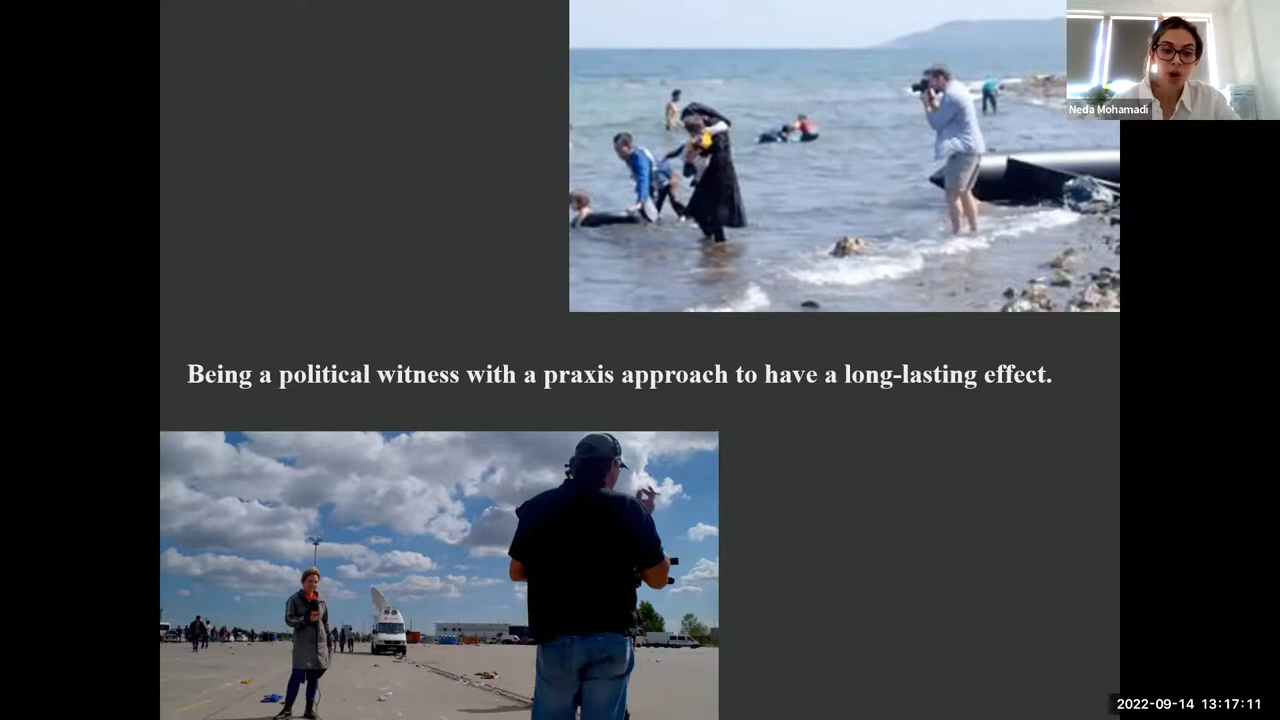 Neda Mohamadi
Being a political witness with a praxis approach to have a long-lasting effect.
2022-09-14 13:17:11